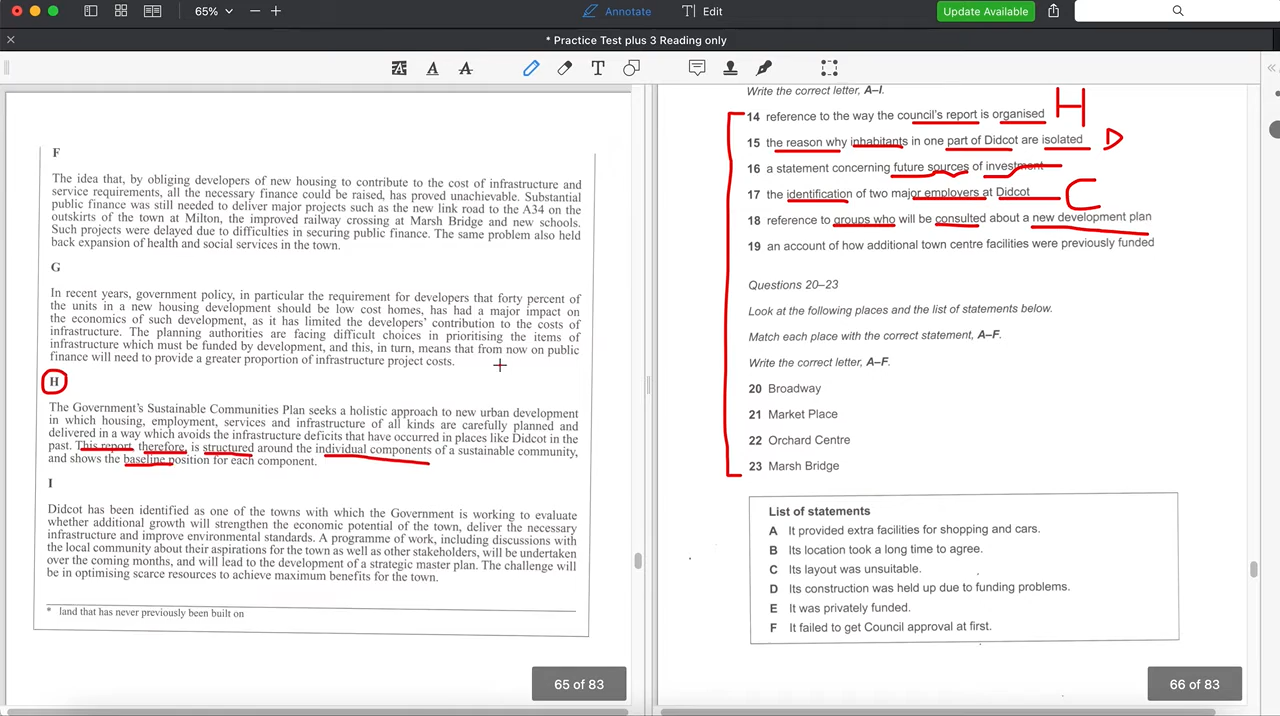 65%
Annotate
Edit
Update Available
* Practice Test plus 3 Reading only
F
The idea that, by obliging developers of new housing to contribute to the cost of infrastructure and
service requirements, all the necessary finance could be raised, has proved unachievable. Substantial
public finance was still needed to deliver major projects such as the new link road to the A34 on the
outskirts of the town at Milton, the improved railway crossing at Marsh Bridge and new schools.
Such projects were delayed due to difficulties in securing public finance. The same problem also held
back expansion of health and social services in the town.
G
In recent years, government policy, in particular the requirement for developers that forty percent of
the units in a new housing development should be low cost homes, has had a major impact on
the economics of such development, as it has limited the developers' contribution to the costs of
infrastructure. The planning authorities are facing difficult choices in prioritising the items of
infrastructure which must be funded by development, and this, in turn, means that from now on public
finance will need to provide a greater proportion of infrastructure project costs.
H
The Government's Sustainable Communities Plan seeks a holistic approach to new urban development
in which housing, employment, services and infrastructure of all kinds are carefully planned and
delivered in a way which avoids the infrastructure deficits that have occurred in places like Didcot in the
past. This report, therefore, is structured around the individual components of a sustainable community,
and shows the baseline position for each component.
I
Didcot has been identified as one of the towns with which the Government is working to evaluate
whether additional growth will strengthen the economic potential of the town, deliver the necessary
infrastructure and improve environmental standards. A programme of work, including discussions with
the local community about their aspirations for the town as well as other stakeholders, will be undertaken
over the coming months, and will lead to the development of a strategic master plan. The challenge will
be in optimising scarce resources to achieve maximum benefits for the town.
* land that has never previously been built on
65 of 83
Write the correct letter, A–I.
14 reference to the way the council's report is organised H
15 the reason why inhabitants in one part of Didcot are isolated D
16 a statement concerning future sources of investment
17 the identification of two major employers at Didcot C
18 reference to groups who will be consulted about a new development plan
19 an account of how additional town centre facilities were previously funded
Questions 20–23
Look at the following places and the list of statements below.
Match each place with the correct statement, A–F.
Write the correct letter, A–F.
20 Broadway
21 Market Place
22 Orchard Centre
23 Marsh Bridge
List of statements
A It provided extra facilities for shopping and cars.
B Its location took a long time to agree.
C Its layout was unsuitable.
D Its construction was held up due to funding problems.
E It was privately funded.
F It failed to get Council approval at first.
66 of 83